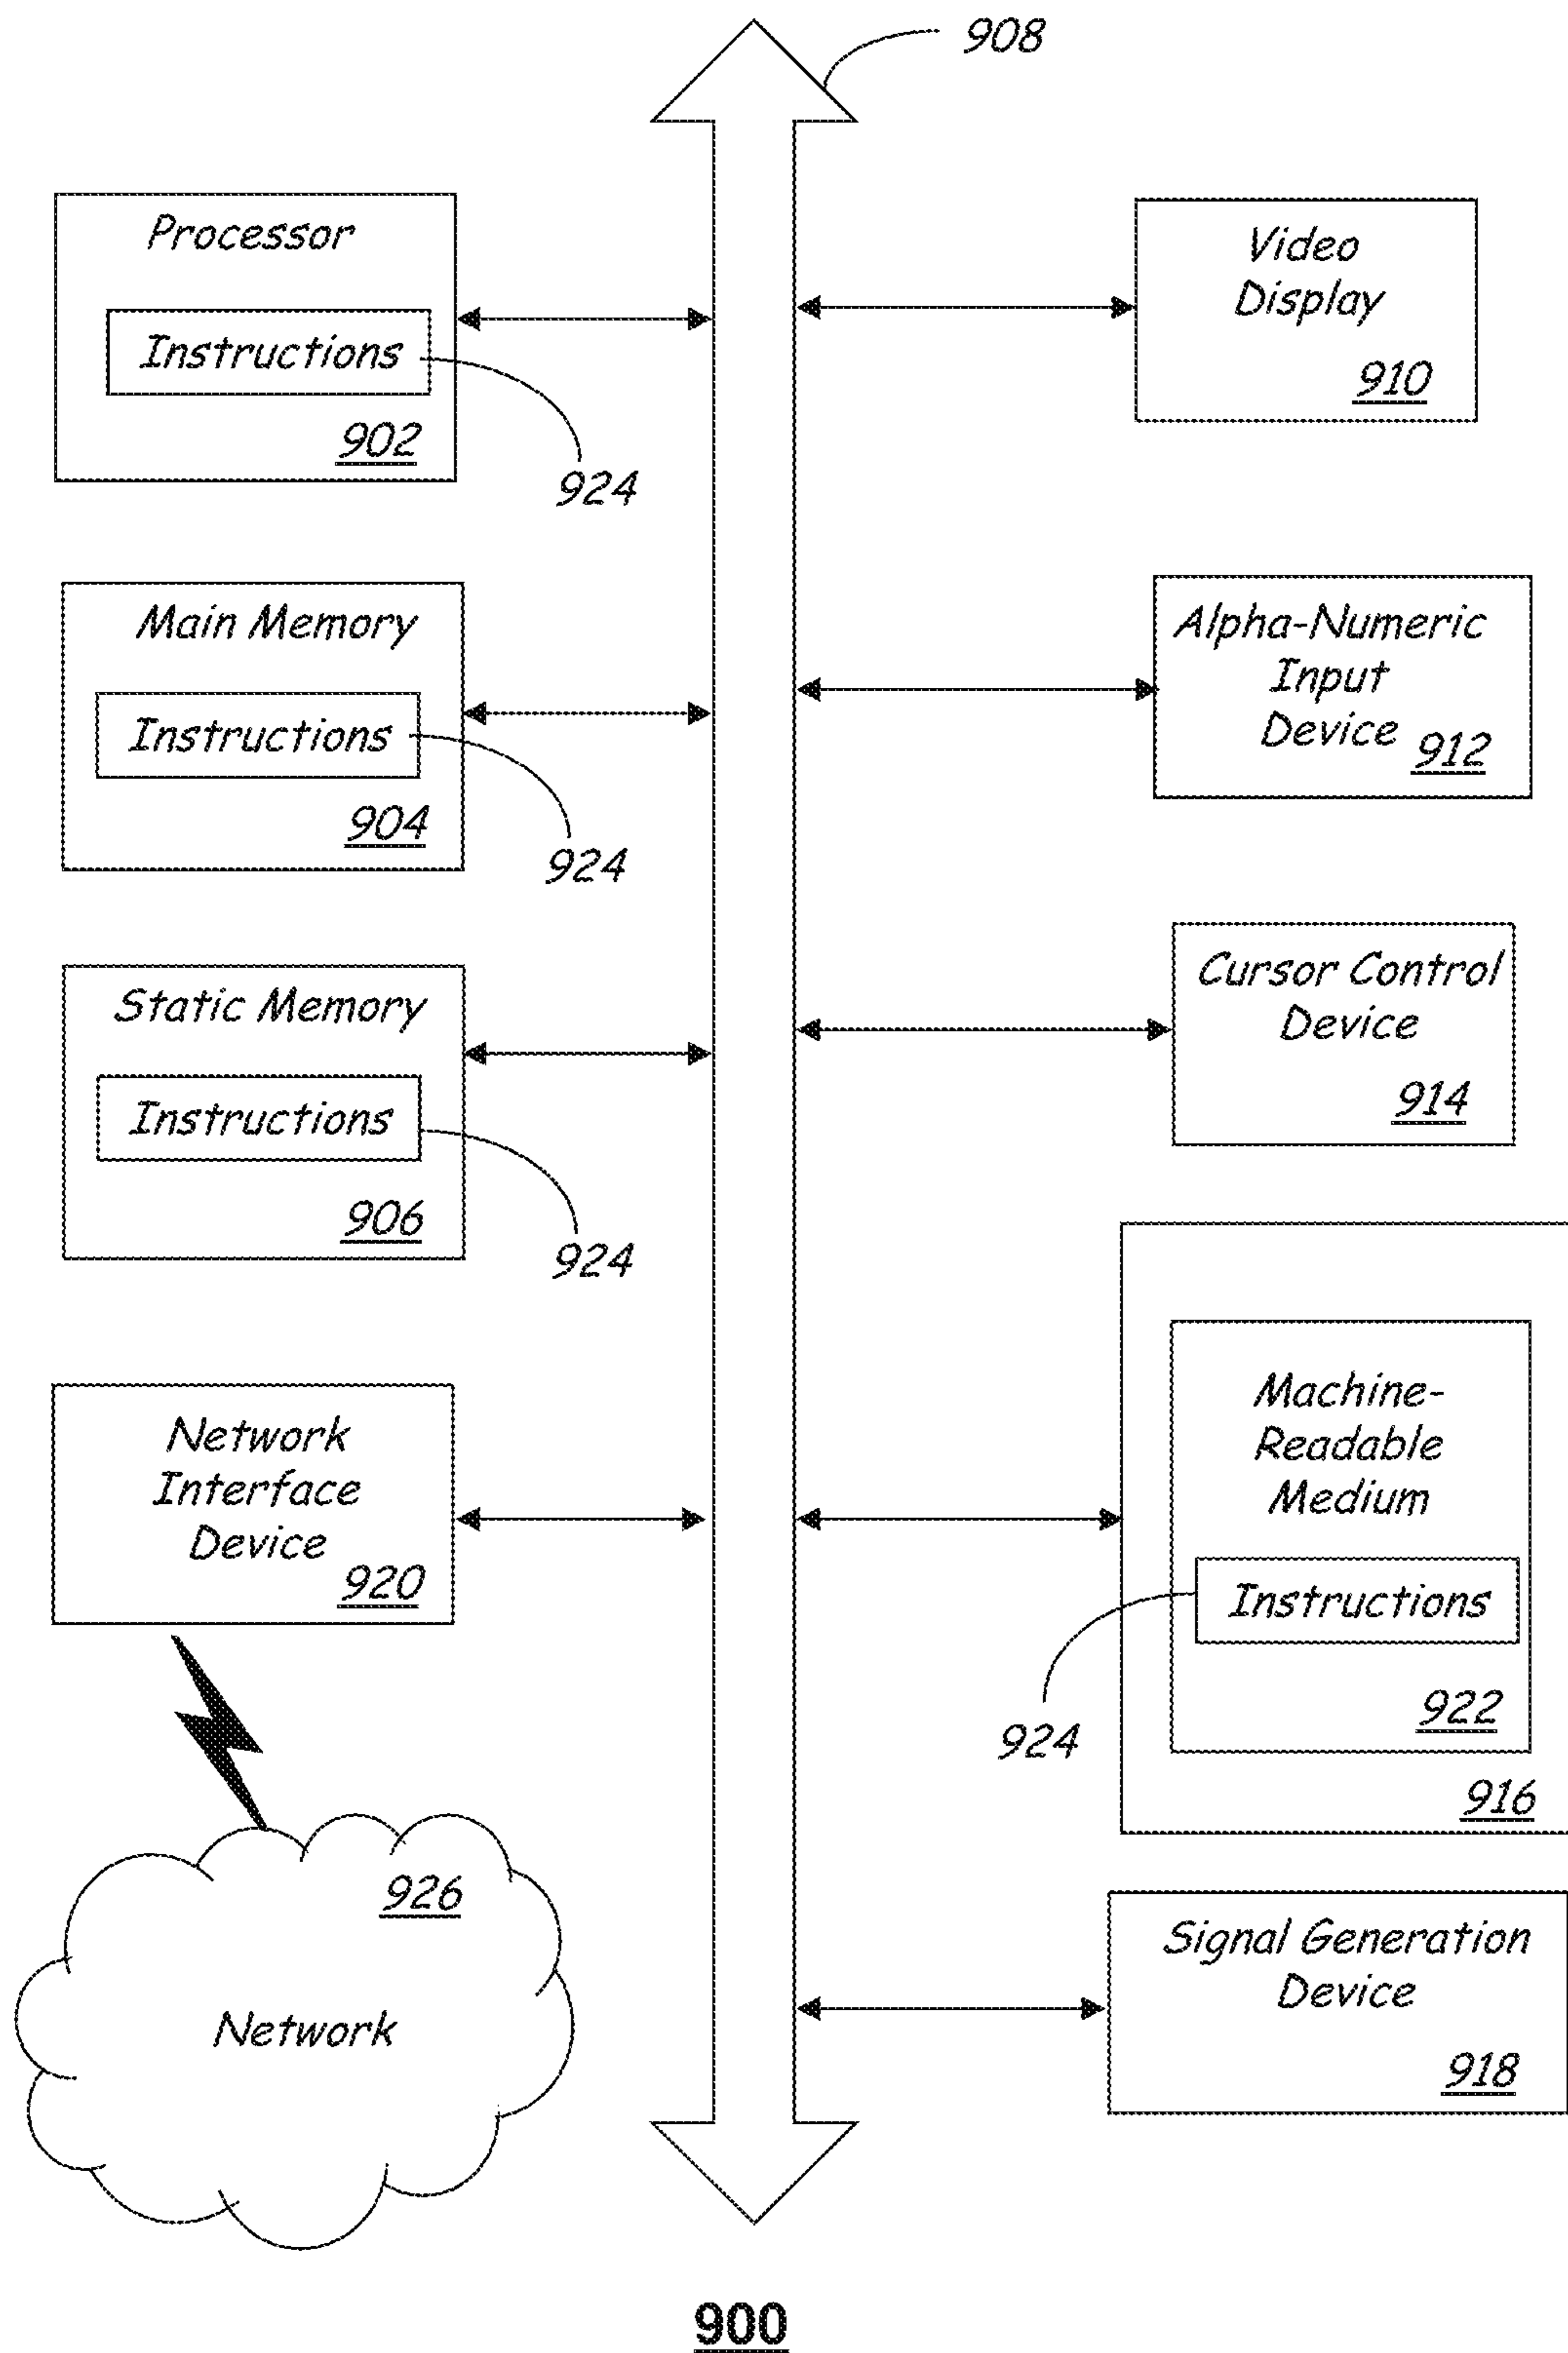 908
Processor
Instructions
902
924
Main Memory
Instructions
904
924
Static Memory
Instructions
906
924
Network
Interface
Device
920
926
Network
Video
Display
910
Alpha-Numeric
Input
Device
912
Cursor Control
Device
914
Machine-
Readable
Medium
Instructions
922
924
916
Signal Generation
Device
918
900